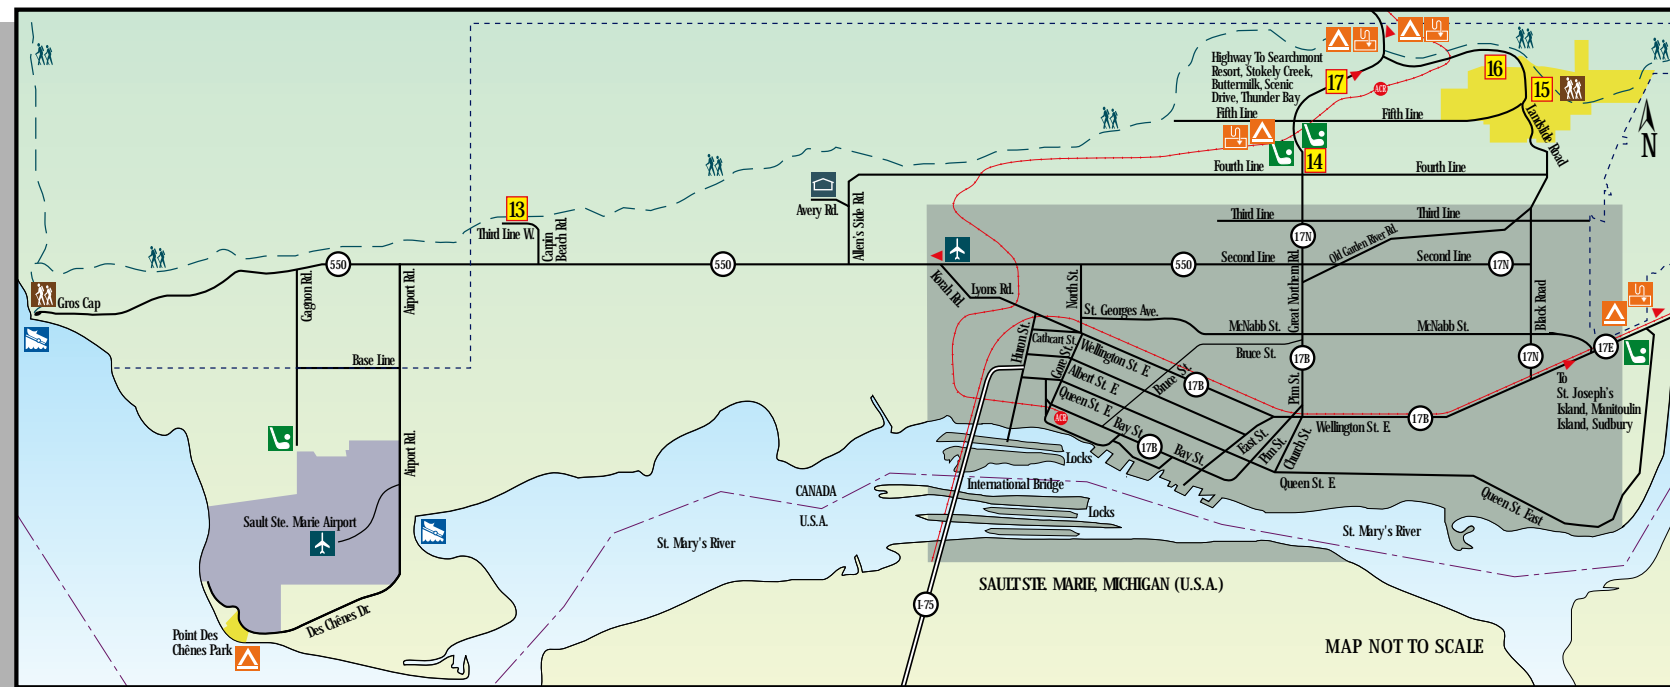 Highway To Searchmont
Resort, Stokely Creek,
Buttermilk, Scenic
Drive, Thunder Bay
17
16
15
ACR
Fifth Line
Fifth Line
Landslide Road
N
14
Fourth Line
Fourth Line
13
Third Line W.
Carpin
Beach Rd.
Avery Rd.
Allen's Side Rd.
Third Line
Third Line
17N
Old Garden River Rd.
550
550
550
Second Line
Second Line
17N
Gros Cap
Gagnon Rd.
Airport Rd.
Korah Rd.
Lyons Rd.
North St.
Great Northern Rd.
Black Road
St. Georges Ave.
McNabb St.
McNabb St.
Base Line
Huron St.
Cathcart St.
Gore St.
Wellington St. E.
Bruce St.
Bruce St.
17B
17N
17E
Albert St. E.
17B
Pim St.
To
St. Joseph's
Island, Manitoulin
Island, Sudbury
Queen St. E.
ACR
Bay St.
17B
Bay St.
East St.
Pim St.
Church St.
Wellington St. E.
17B
Airport Rd.
Locks
International Bridge
Queen St. E.
Queen St. East
CANADA
U.S.A.
Locks
Sault Ste. Marie Airport
St. Mary's River
St. Mary's River
SAULT STE. MARIE, MICHIGAN (U.S.A.)
I-75
Des Chênes Dr.
Point Des
Chênes Park
MAP NOT TO SCALE